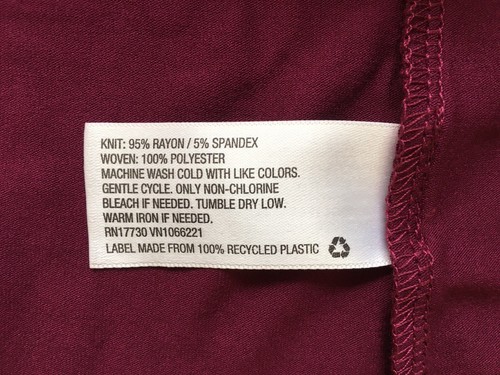 KNIT: 95% RAYON / 5% SPANDEX
WOVEN: 100% POLYESTER
MACHINE WASH COLD WITH LIKE COLORS.
GENTLE CYCLE. ONLY NON-CHLORINE
BLEACH IF NEEDED. TUMBLE DRY LOW.
WARM IRON IF NEEDED.
RN17730 VN1066221
LABEL MADE FROM 100% RECYCLED PLASTIC